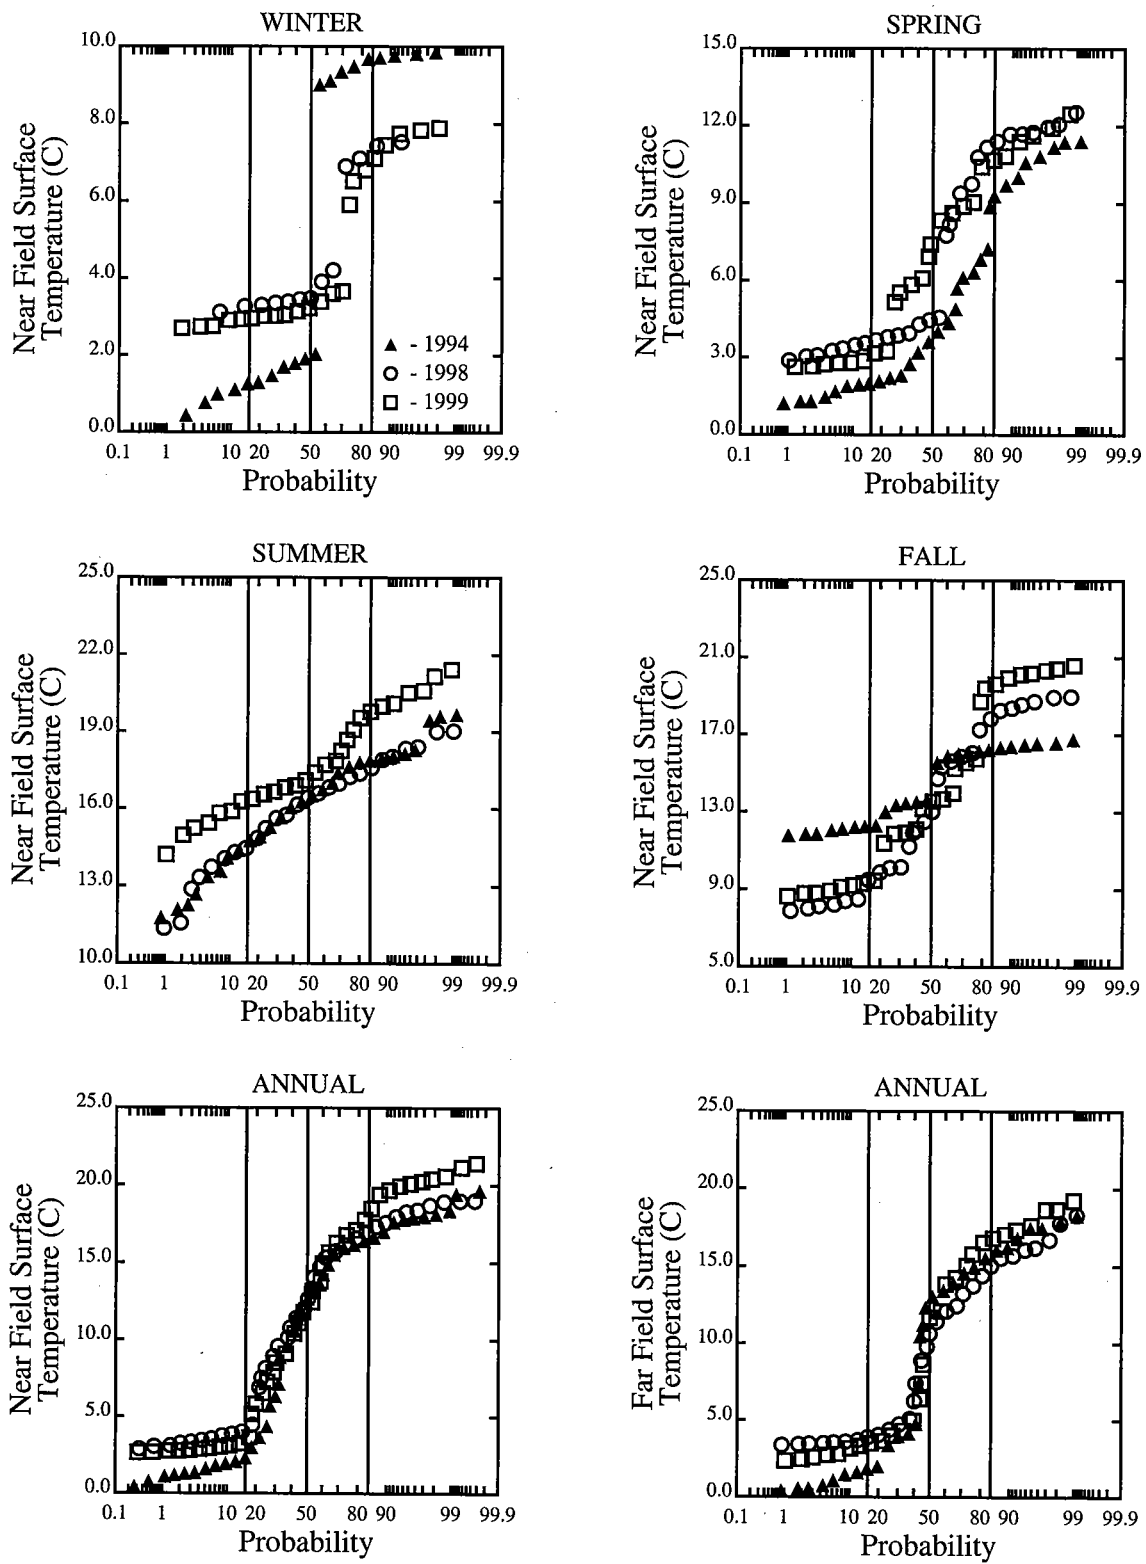 WINTER
10.0
8.0
6.0
4.0
2.0
0.0
Near Field Surface
Temperature (C)
- 1994
- 1998
- 1999
0.1 1 10 20 50 80 90 99 99.9
Probability
SPRING
15.0
12.0
9.0
6.0
3.0
0.0
Near Field Surface
Temperature (C)
0.1 1 10 20 50 80 90 99 99.9
Probability
SUMMER
25.0
22.0
19.0
16.0
13.0
10.0
Near Field Surface
Temperature (C)
0.1 1 10 20 50 80 90 99 99.9
Probability
FALL
25.0
21.0
17.0
13.0
9.0
5.0
Near Field Surface
Temperature (C)
0.1 1 10 20 50 80 90 99 99.9
Probability
ANNUAL
25.0
20.0
15.0
10.0
5.0
0.0
Near Field Surface
Temperature (C)
0.1 1 10 20 50 80 90 99 99.9
Probability
ANNUAL
25.0
20.0
15.0
10.0
5.0
0.0
Far Field Surface
Temperature (C)
0.1 1 10 20 50 80 90 99 99.9
Probability